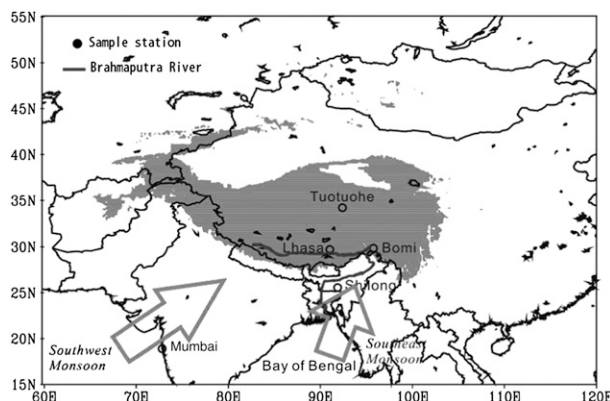 55N
Sample station
50N
Brahmaputra River
45N
40N
35N
Tuotuohe
30N
Lhasa
Bomi
25N
Shilong
20N
Southwest
Monsoon
Mumbai
Southeast
Monsoon
Bay of Bengal
15N
60E
70E
80E
90E
100E
110E
120E